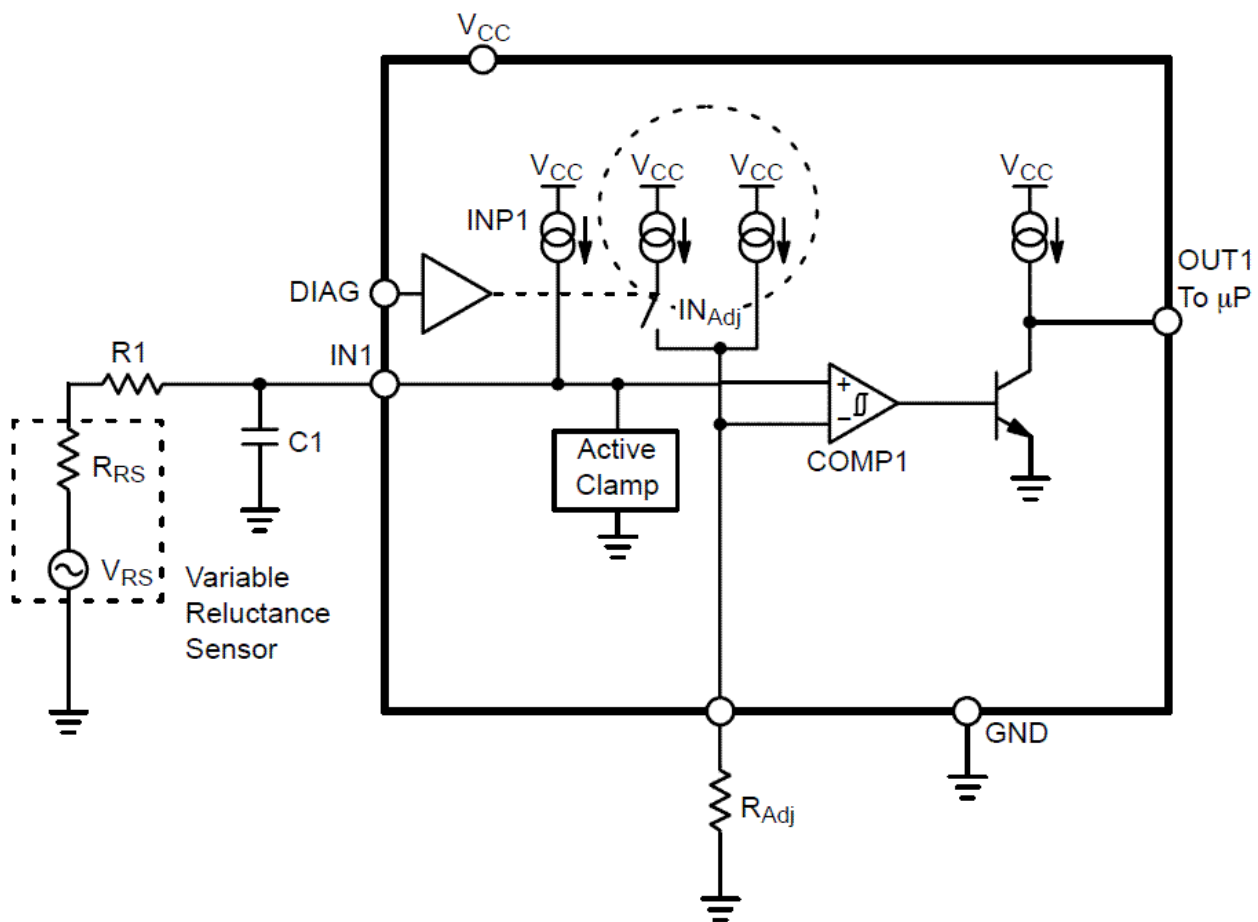 VCC
VCC
VCC
VCC
VCC
INP1
OUT1
To μP
DIAG
INAdj
R1
IN1
+
−
C1
RRS
Active
Clamp
COMP1
VRS
Variable
Reluctance
Sensor
GND
RAdj